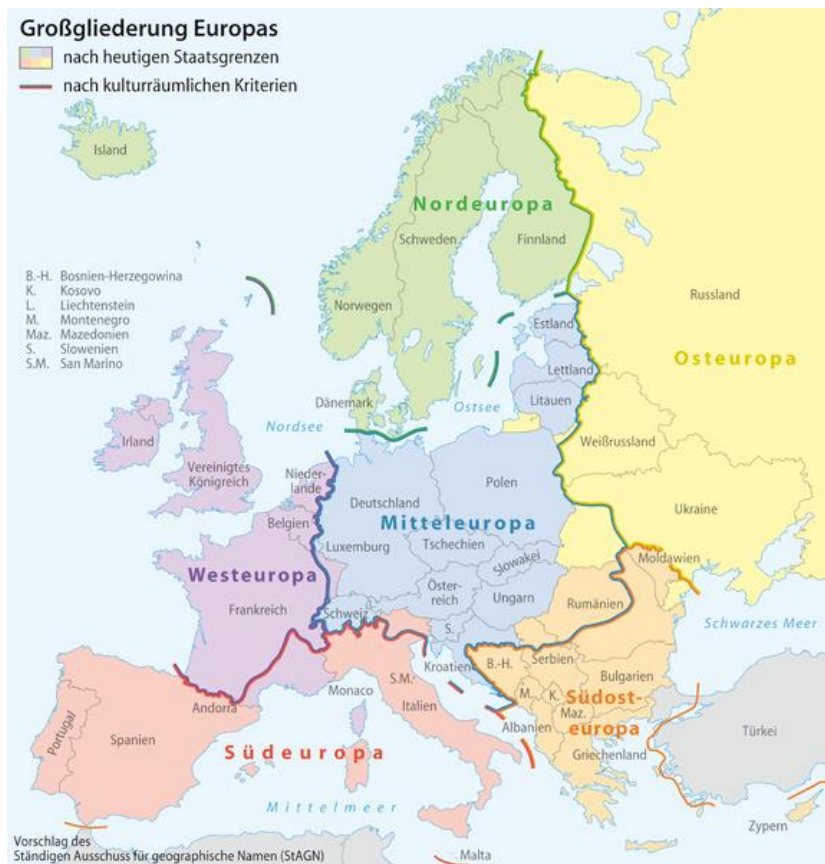 Großgliederung Europas
nach heutigen Staatsgrenzen
nach kulturräumlichen Kriterien
Island
B.-H. Bosnien-Herzegowina
K. Kosovo
L. Liechtenstein
M. Montenegro
Maz. Mazedonien
S. Slowenien
S.M. San Marino
Nordeuropa
Schweden
Finnland
Norwegen
Russland
Estland
Osteuropa
Lettland
Dänemark
Ostsee
Litauen
Nordsee
Irland
Weißrussland
Vereinigtes
Königreich
Nieder-
lande
Polen
Deutschland
Ukraine
Belgien
Mitteleuropa
Luxemburg
Tschechien
Slowakei
Moldawien
Westeuropa
Öster-
reich
Frankreich
Schweiz
Ungarn
Rumänien
S.
Schwarzes Meer
Kroatien
B.-H.
Serbien
S.M.
Bulgarien
Monaco
M.
K.
Andorra
Italien
Maz.
Südost-
europa
Portugal
Spanien
Albanien
Türkei
Südeuropa
Griechenland
Mittelmeer
Zypern
Malta
Vorschlag des
Ständigen Ausschuss für geographische Namen (StAGN)